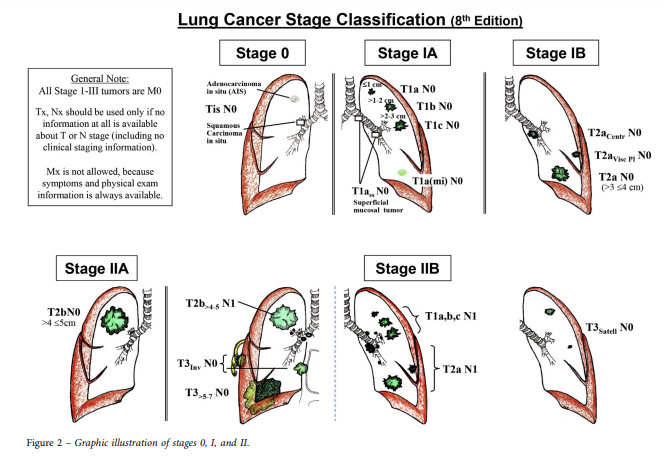 Lung Cancer Stage Classification (8th Edition)
Stage 0
Stage IA
Stage IB
General Note:
All Stage 1-III tumors are M0
Tx, Nx should be used only if no
information at all is available
about T or N stage (including no
clinical staging information).
Mx is not allowed, because
symptoms and physical exam
information is always available.
Adenocarcinoma
in situ (AIS)
Tis N0
Squamous
Carcinoma
in situ
≤1 cm
T1a N0
>1-2 cm
T1b N0
>2-3 cm
T1c N0
T1a(mi) N0
T1ass N0
Superficial
mucosal tumor
T2aCentr N0
T2aVisc Pl N0
T2a N0
(>3 ≤4 cm)
Stage IIA
Stage IIB
T2bN0
>4 ≤5cm
T2b>4-5 N1
T3Inv N0
T3>5-7 N0
T1a,b,c N1
T2a N1
T3Satell N0
Figure 2 – Graphic illustration of stages 0, I, and II.